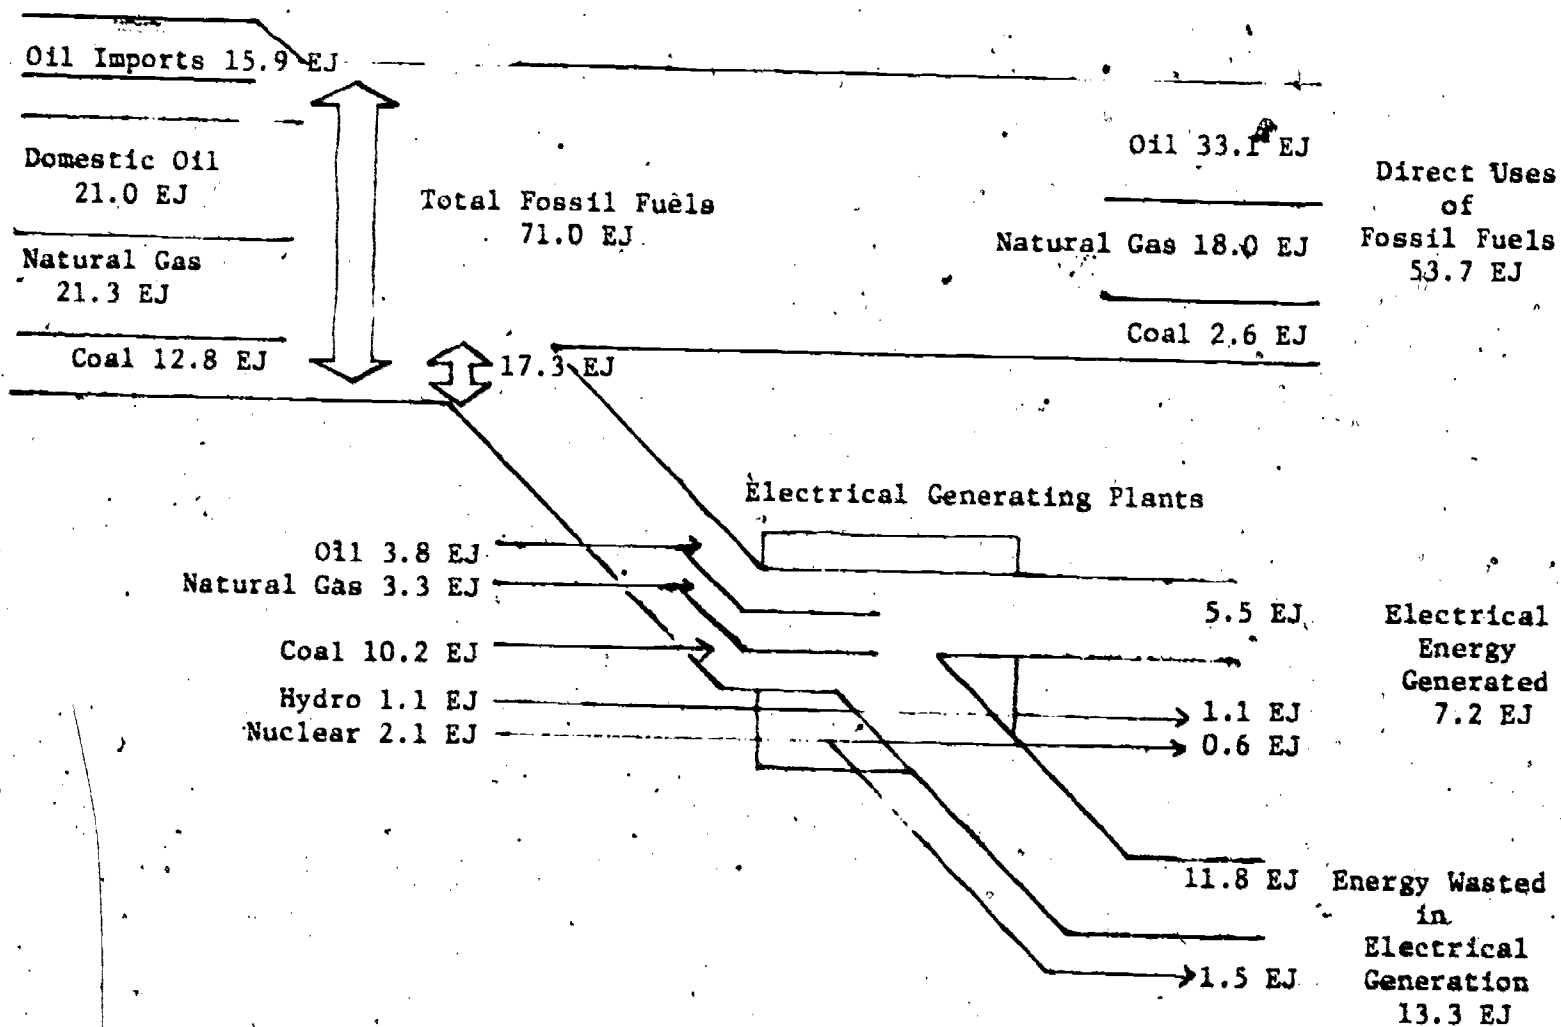 Oil Imports 15.9 EJ
Domestic Oil
21.0 EJ
Natural Gas
21.3 EJ
Coal 12.8 EJ
Total Fossil Fuels
71.0 EJ
17.3 EJ
Oil 33.1 EJ
Natural Gas 18.0 EJ
Coal 2.6 EJ
Direct Uses
of
Fossil Fuels
53.7 EJ
Electrical Generating Plants
Oil 3.8 EJ
Natural Gas 3.3 EJ
Coal 10.2 EJ
Hydro 1.1 EJ
Nuclear 2.1 EJ
5.5 EJ
1.1 EJ
0.6 EJ
Electrical
Energy
Generated
7.2 EJ
11.8 EJ
1.5 EJ
Energy Wasted
in
Electrical
Generation
13.3 EJ